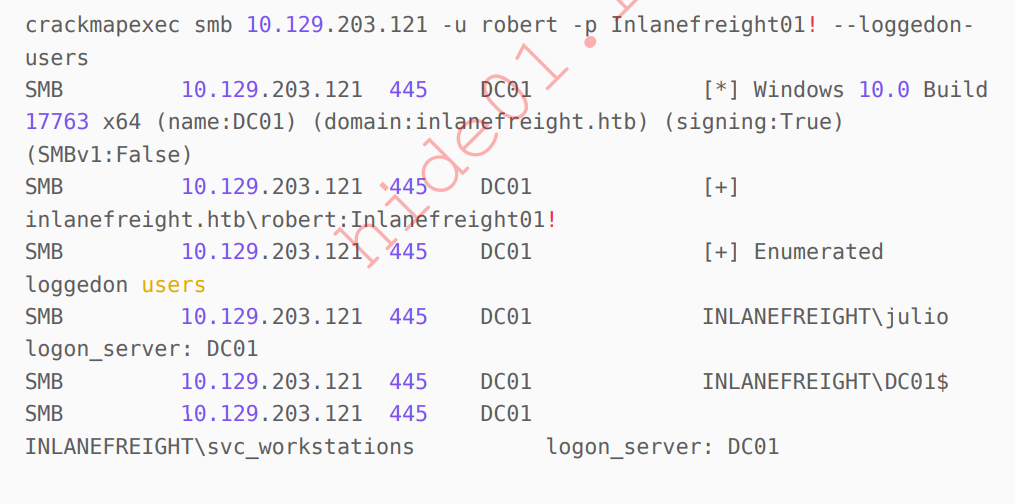 crackmapexec smb 10.129.203.121 -u robert -p Inlanefreight01! --loggedon-
users
SMB 10.129.203.121 445 DC01 [*] Windows 10.0 Build
17763 x64 (name:DC01) (domain:inlanefreight.htb) (signing:True)
(SMBv1:False)
SMB 10.129.203.121 445 DC01 [+]
inlanefreight.htb\robert:Inlanefreight01!
SMB 10.129.203.121 445 DC01 [+] Enumerated
loggedon users
SMB 10.129.203.121 445 DC01 INLANEFREIGHT\julio
logon_server: DC01
SMB 10.129.203.121 445 DC01 INLANEFREIGHT\DC01$
SMB 10.129.203.121 445 DC01
INLANEFREIGHT\svc_workstations logon_server: DC01
hide01.